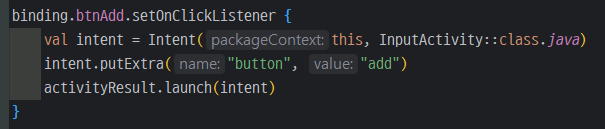 binding.btnAdd.setOnClickListener {
val intent = Intent( packageContext: this, InputActivity::class.java)
intent.putExtra( name: "button", value: "add")
activityResult.launch(intent)
}